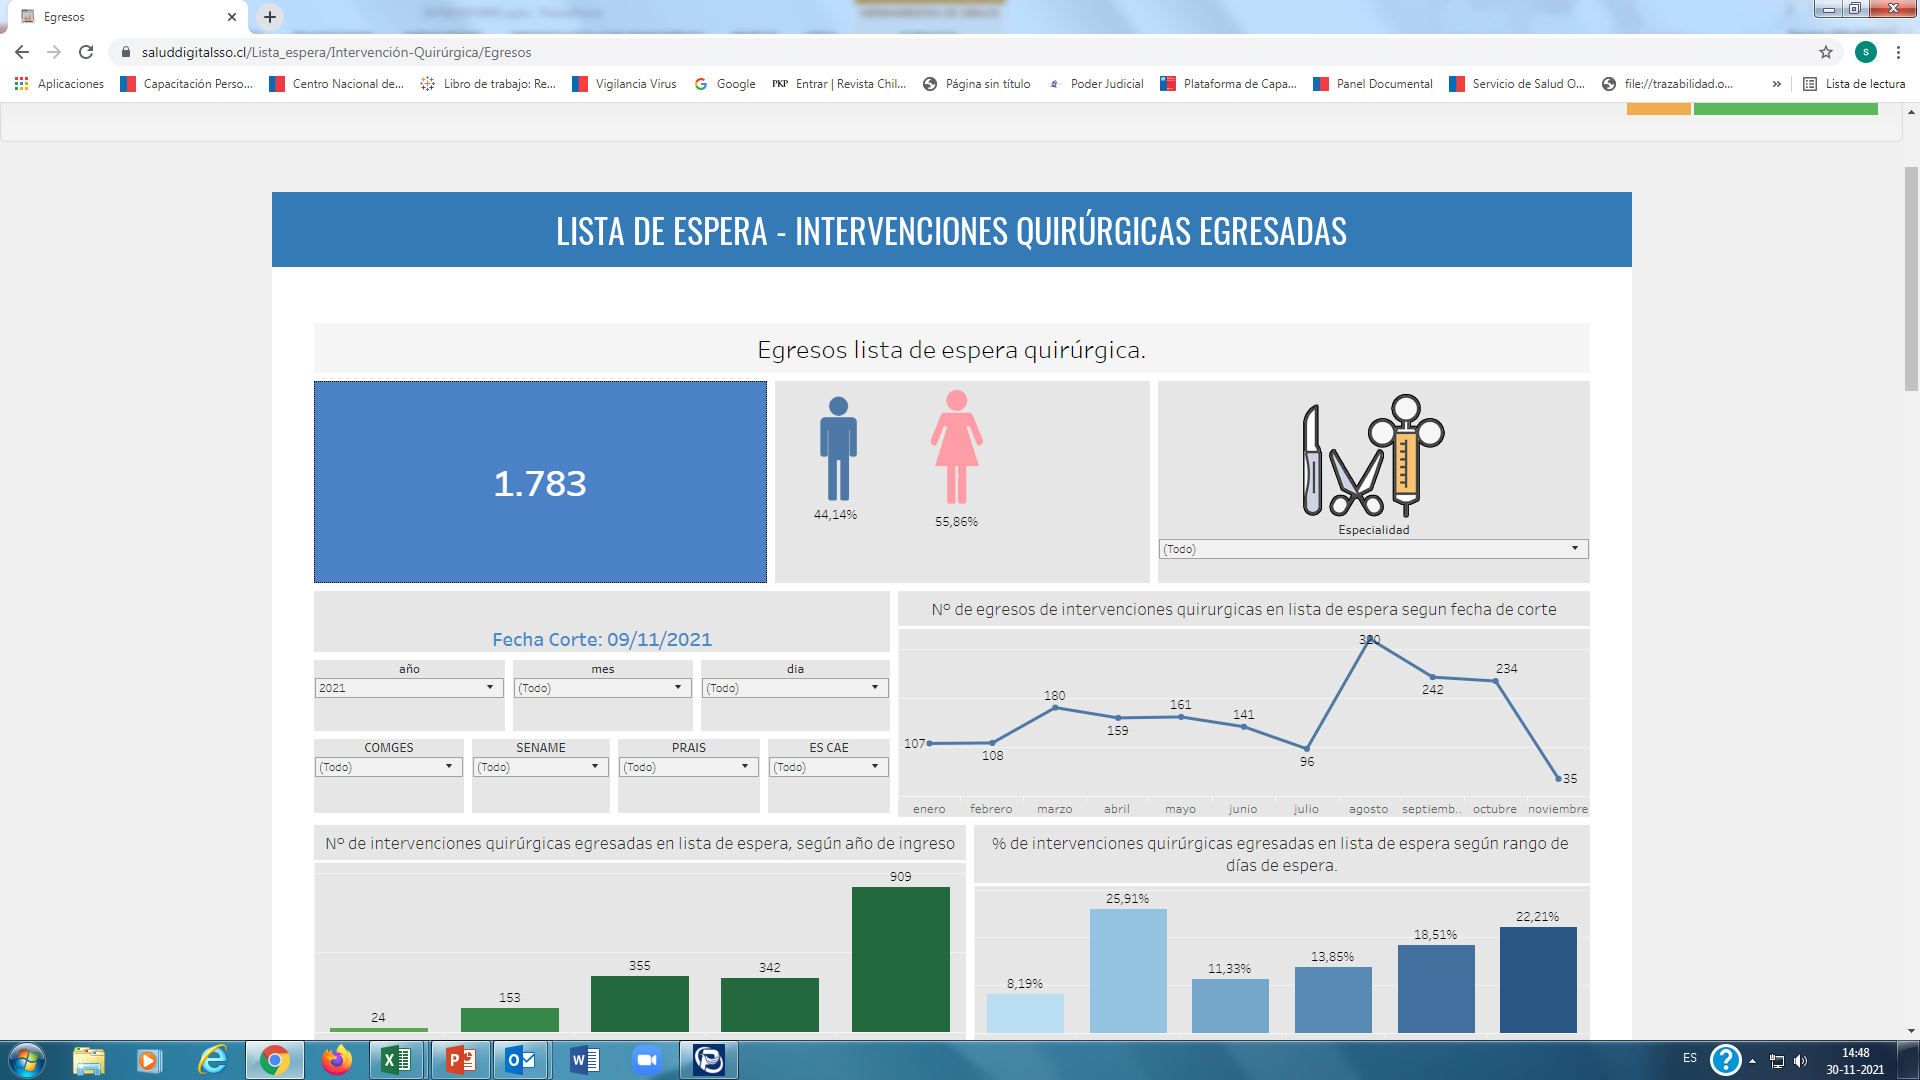 Egresos
saluddigitalsso.cl/Lista_espera/Intervención-Quirúrgica/Egresos
S
Aplicaciones
Capacitación Perso...
Centro Nacional de...
Libro de trabajo: Re...
Vigilancia Virus
Google
PKP Entrar | Revista Chil...
Página sin título
Poder Judicial
Plataforma de Capa...
Panel Documental
Servicio de Salud O...
file://trazabilidad.o...
»
Lista de lectura
LISTA DE ESPERA - INTERVENCIONES QUIRÚRGICAS EGRESADAS
Egresos lista de espera quirúrgica.
1.783
44,14%
55,86%
Especialidad
(Todo)
Fecha Corte: 09/11/2021
año
mes
dia
2021
(Todo)
(Todo)
COMGES
SENAME
PRAIS
ES CAE
(Todo)
(Todo)
(Todo)
(Todo)
Nº de egresos de intervenciones quirurgicas en lista de espera segun fecha de corte
107
108
180
159
161
141
96
242
234
35
enero
febrero
marzo
abril
mayo
junio
julio
agosto
septiemb..
octubre
noviembre
Nº de intervenciones quirúrgicas egresadas en lista de espera, según año de ingreso
24
153
355
342
909
% de intervenciones quirúrgicas egresadas en lista de espera según rango de
días de espera.
8,19%
25,91%
11,33%
13,85%
18,51%
22,21%
ES
14:48
30-11-2021